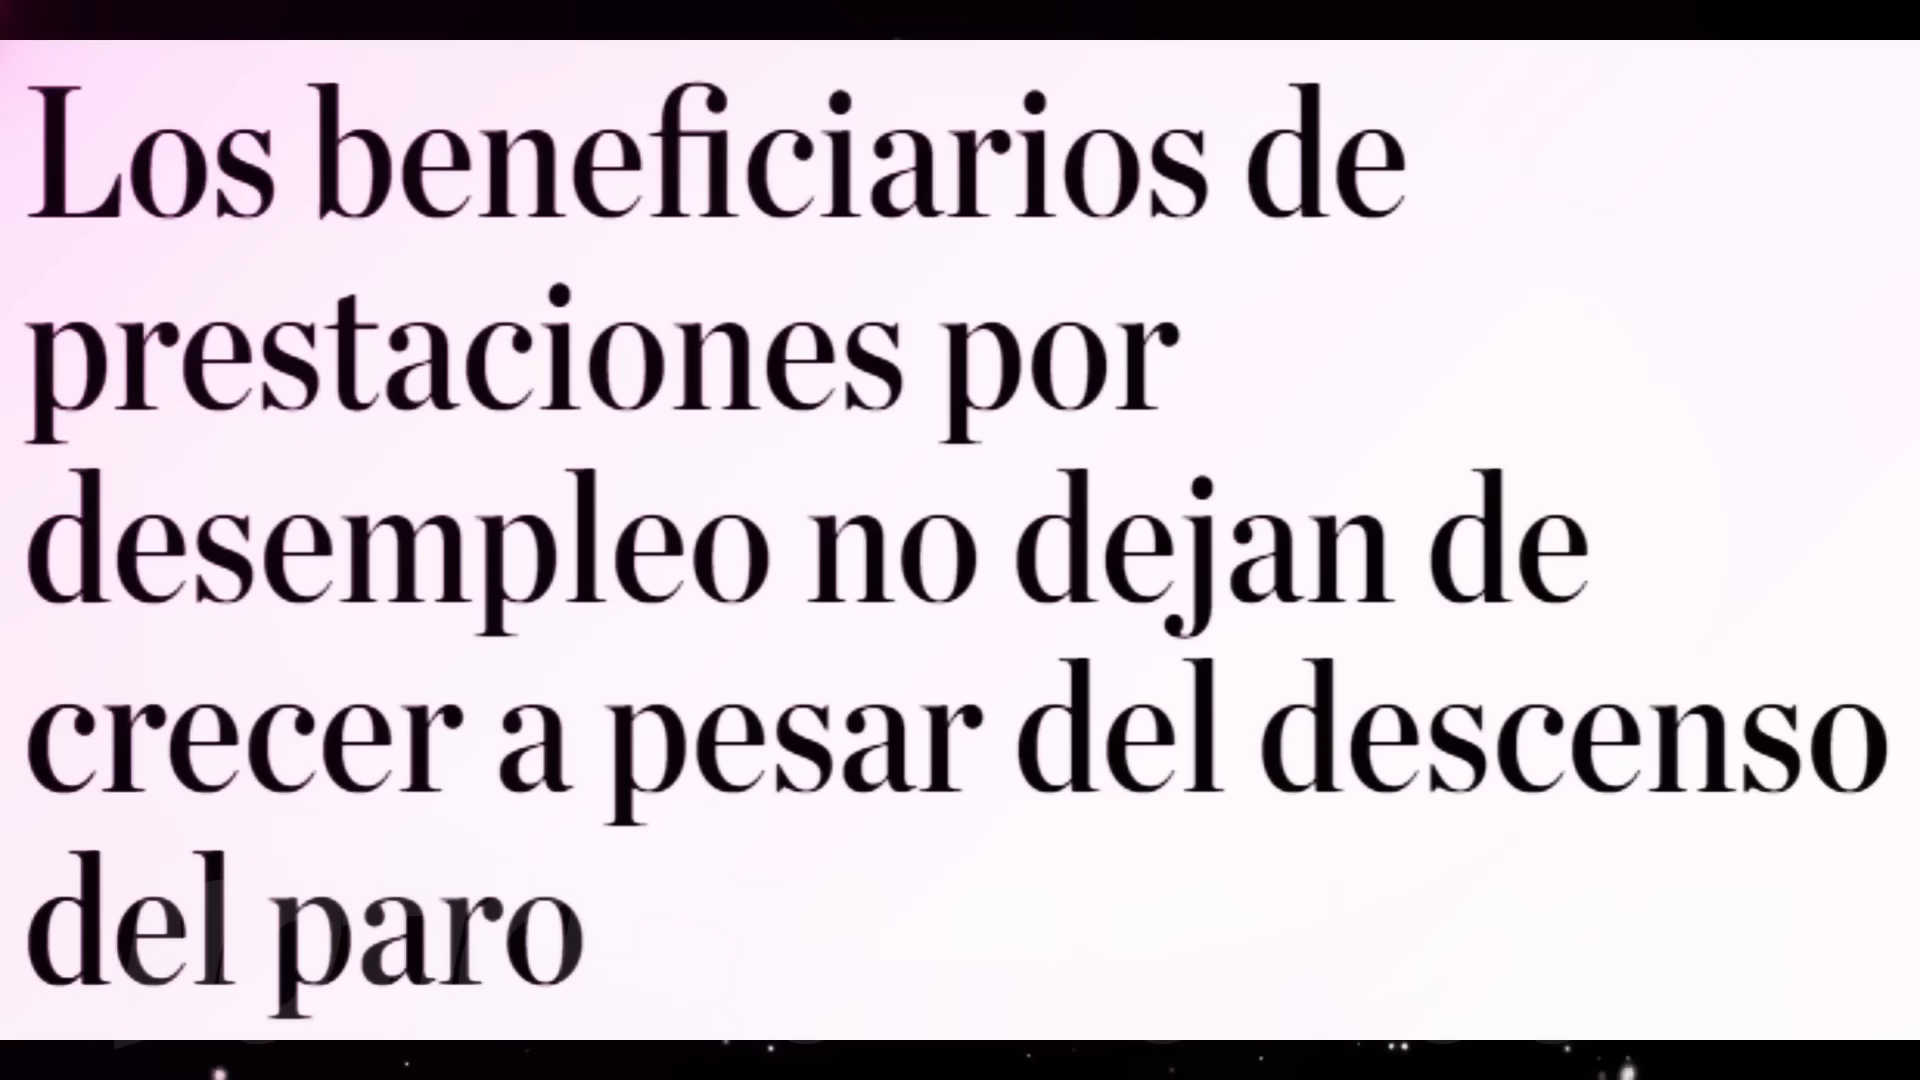 Los beneficiarios de
prestaciones por
desempleo no dejan de
crecer a pesar del descenso
del paro